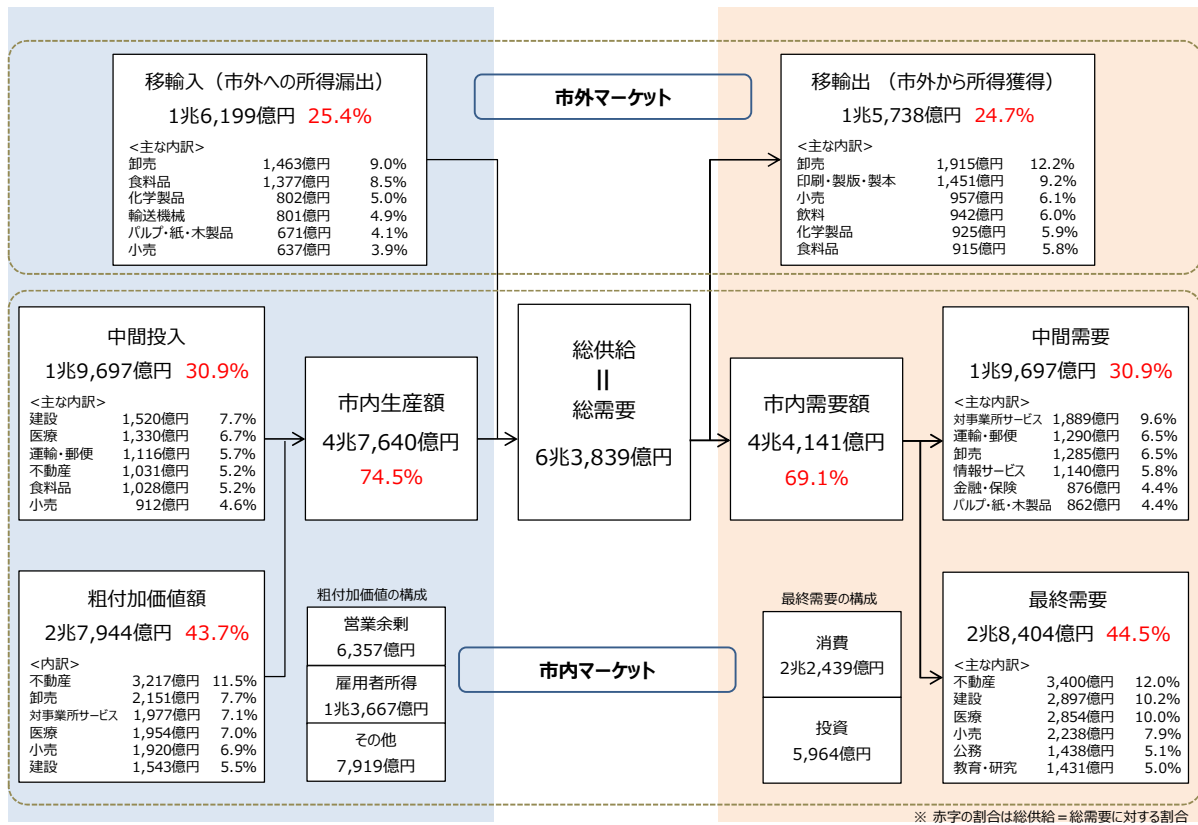 移輸入（市外への所得漏出）
1兆6,199億円 25.4%
<主な内訳>
卸売 1,463億円 9.0%
食料品 1,377億円 8.5%
化学製品 802億円 5.0%
輸送機械 801億円 4.9%
パルプ・紙・木製品 671億円 4.1%
小売 637億円 3.9%
市外マーケット
移輸出 （市外から所得獲得）
1兆5,738億円 24.7%
<主な内訳>
卸売 1,915億円 12.2%
印刷・製版・製本 1,451億円 9.2%
小売 957億円 6.1%
飲料 942億円 6.0%
化学製品 925億円 5.9%
食料品 915億円 5.8%
中間投入
1兆9,697億円 30.9%
<主な内訳>
建設 1,520億円 7.7%
医療 1,330億円 6.7%
運輸・郵便 1,116億円 5.7%
不動産 1,031億円 5.2%
食料品 1,028億円 5.2%
小売 912億円 4.6%
市内生産額
4兆7,640億円
74.5%
総供給
||
総需要
6兆3,839億円
市内需要額
4兆4,141億円
69.1%
中間需要
1兆9,697億円 30.9%
<主な内訳>
対事業所サービス 1,889億円 9.6%
運輸・郵便 1,290億円 6.5%
卸売 1,285億円 6.5%
情報サービス 1,140億円 5.8%
金融・保険 876億円 4.4%
パルプ・紙・木製品 862億円 4.4%
粗付加価値額
2兆7,944億円 43.7%
<内訳>
不動産 3,217億円 11.5%
卸売 2,151億円 7.7%
対事業所サービス 1,977億円 7.1%
医療 1,954億円 7.0%
小売 1,920億円 6.9%
建設 1,543億円 5.5%
粗付加価値の構成
営業余剰
6,357億円
雇用者所得
1兆3,667億円
その他
7,919億円
市内マーケット
最終需要の構成
消費
2兆2,439億円
投資
5,964億円
最終需要
2兆8,404億円 44.5%
<主な内訳>
不動産 3,400億円 12.0%
建設 2,897億円 10.2%
医療 2,854億円 10.0%
小売 2,238億円 7.9%
公務 1,438億円 5.1%
教育・研究 1,431億円 5.0%
※ 赤字の割合は総供給＝総需要に対する割合